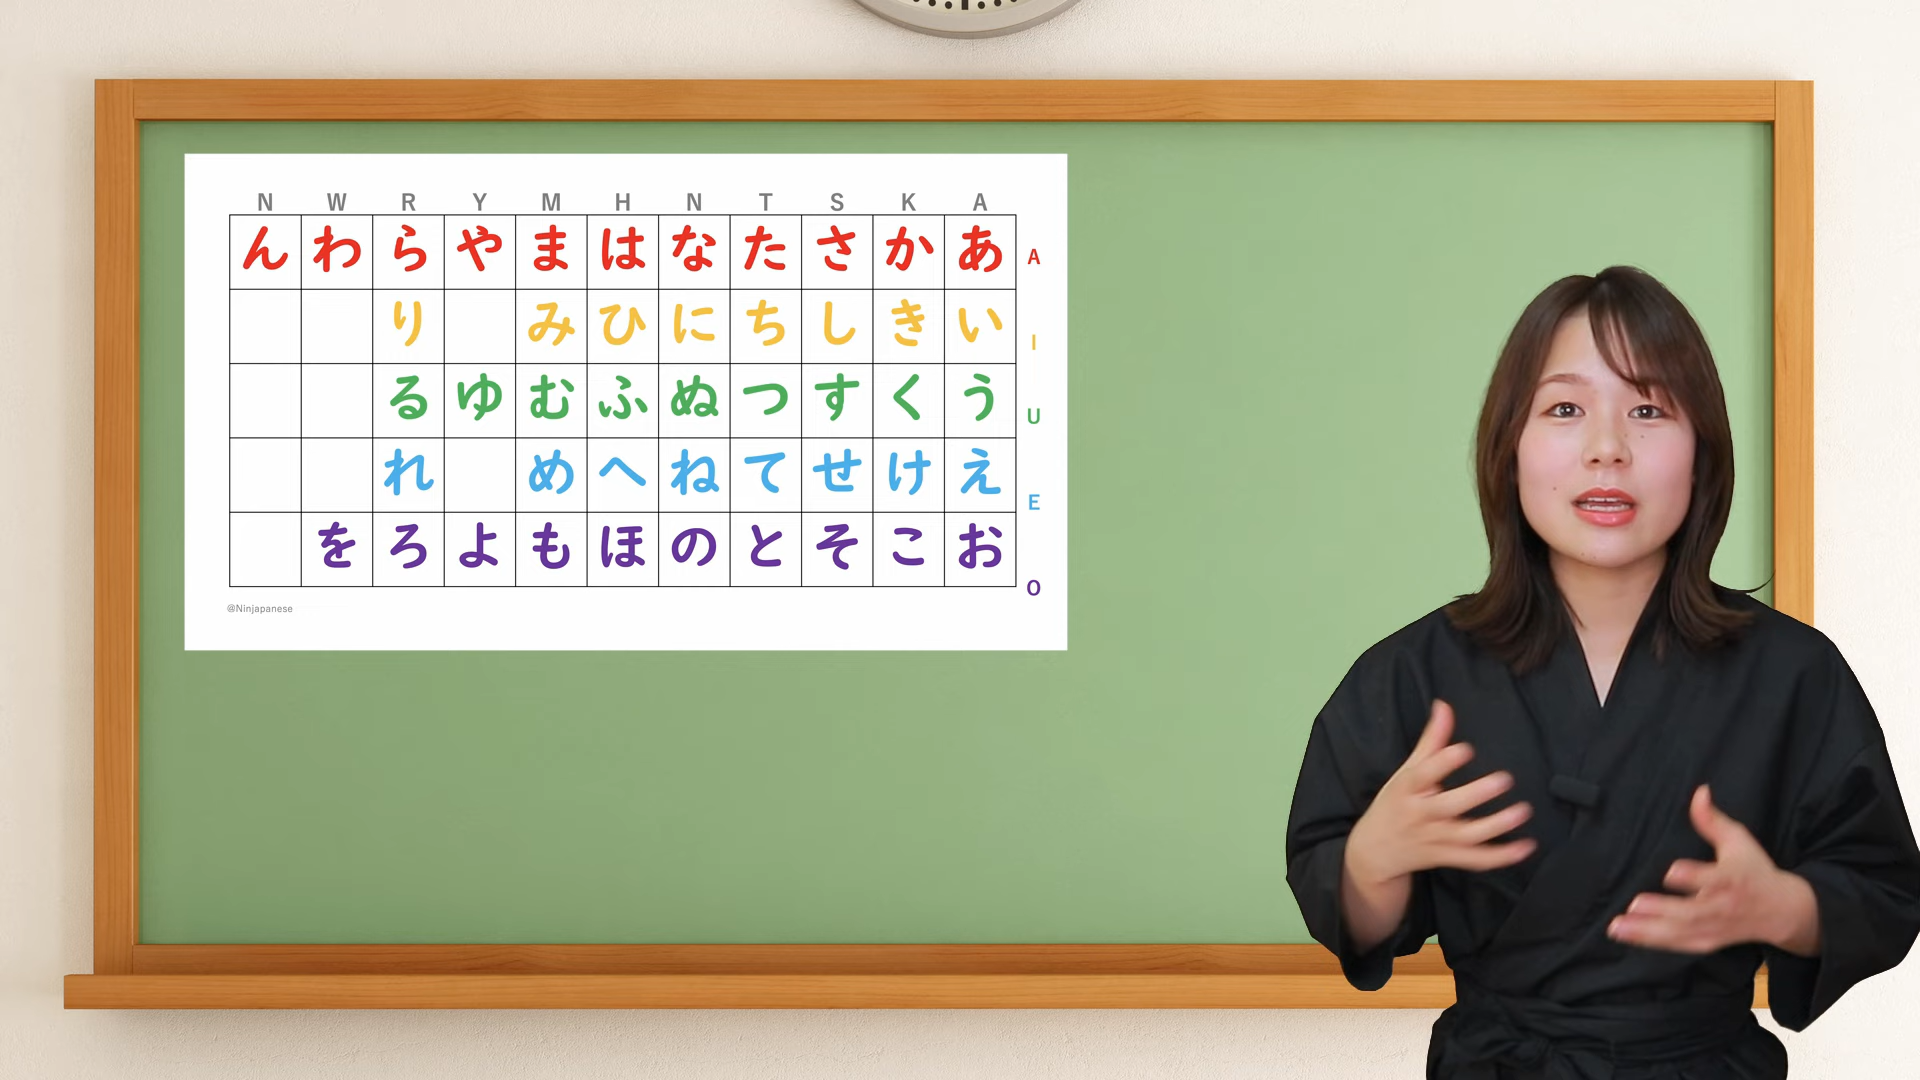 N W R Y M H N T S K A
ん わ ら や ま は な た さ か あ A
り み ひ に ち し き い I
る ゆ む ふ ぬ つ す く う U
れ め へ ね て せ け え E
を ろ よ も ほ の と そ こ お O
@Ninjapanese